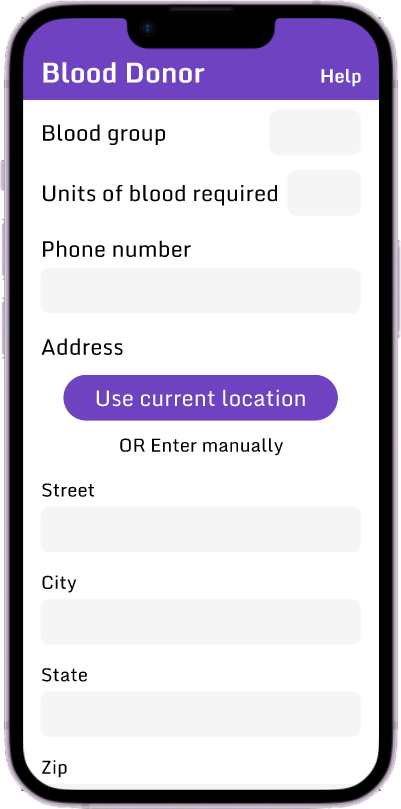 Blood Donor
Help
Blood group
Units of blood required
Phone number
Address
Use current location
OR Enter manually
Street
City
State
Zip